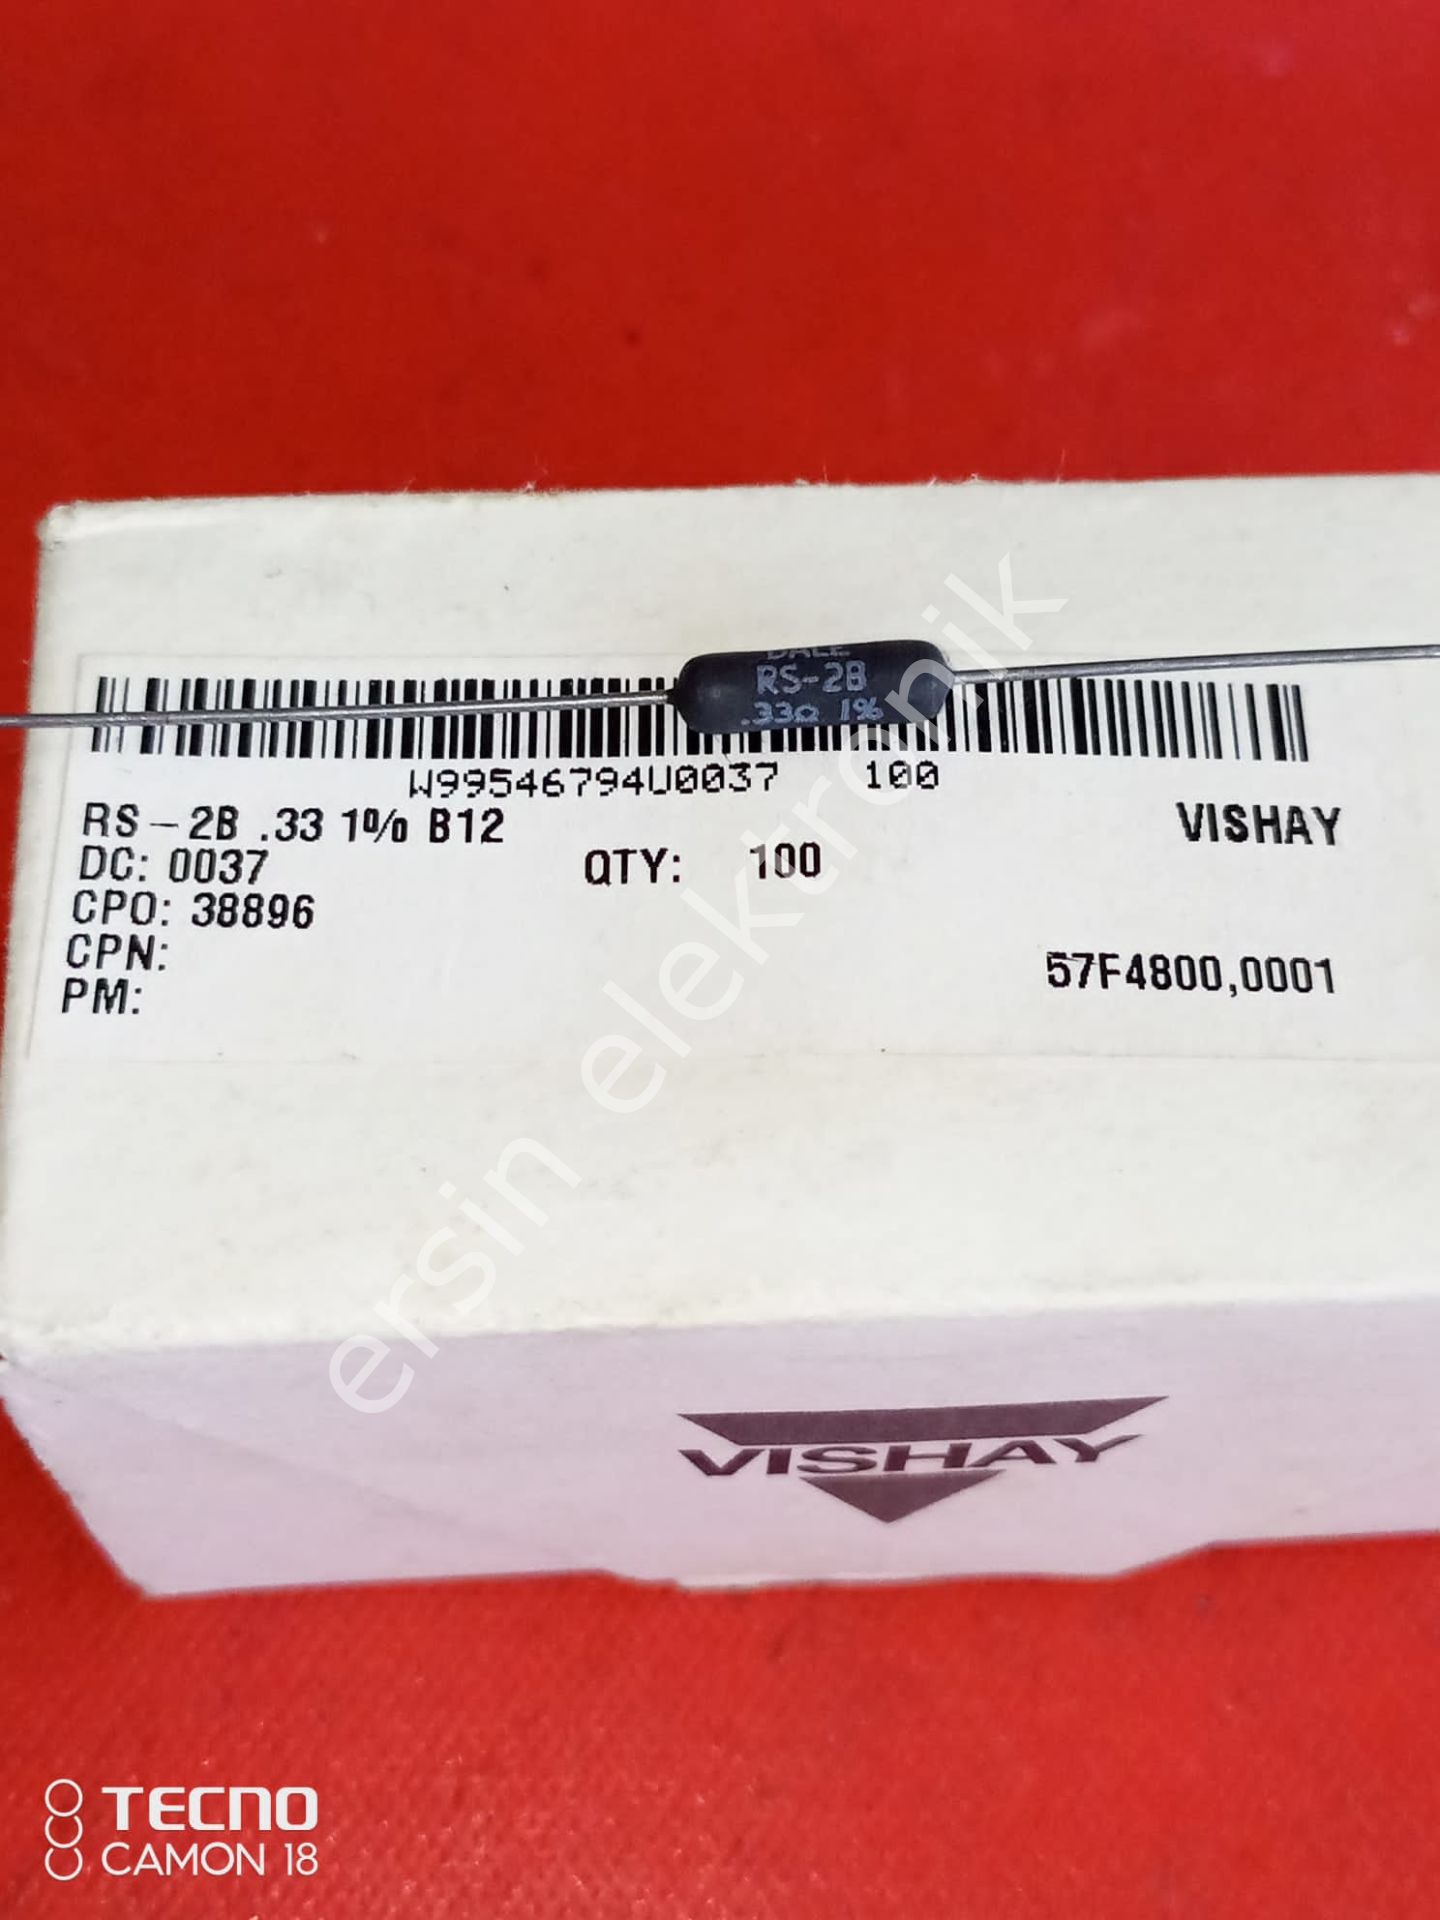 DALE
RS-2B
.33Ω 1%
W99546794U0037 100
RS-2B .33 1% B12
VISHAY
DC: 0037
QTY: 100
CPO: 38896
CPN:
57F4800,0001
PM:
ersin elektronik
VISHAY
TECNO
CAMON 18